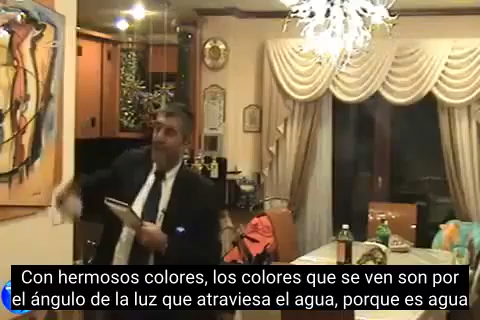 Con hermosos colores, los colores que se ven son por
el ángulo de la luz que atraviesa el agua, porque es agua